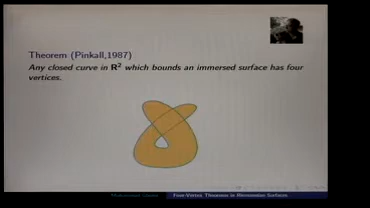 Theorem (Pinkall,1987)
Any closed curve in R² which bounds an immersed surface has four
vertices.
Four-Vertex Theorems in Riemannian Surfaces